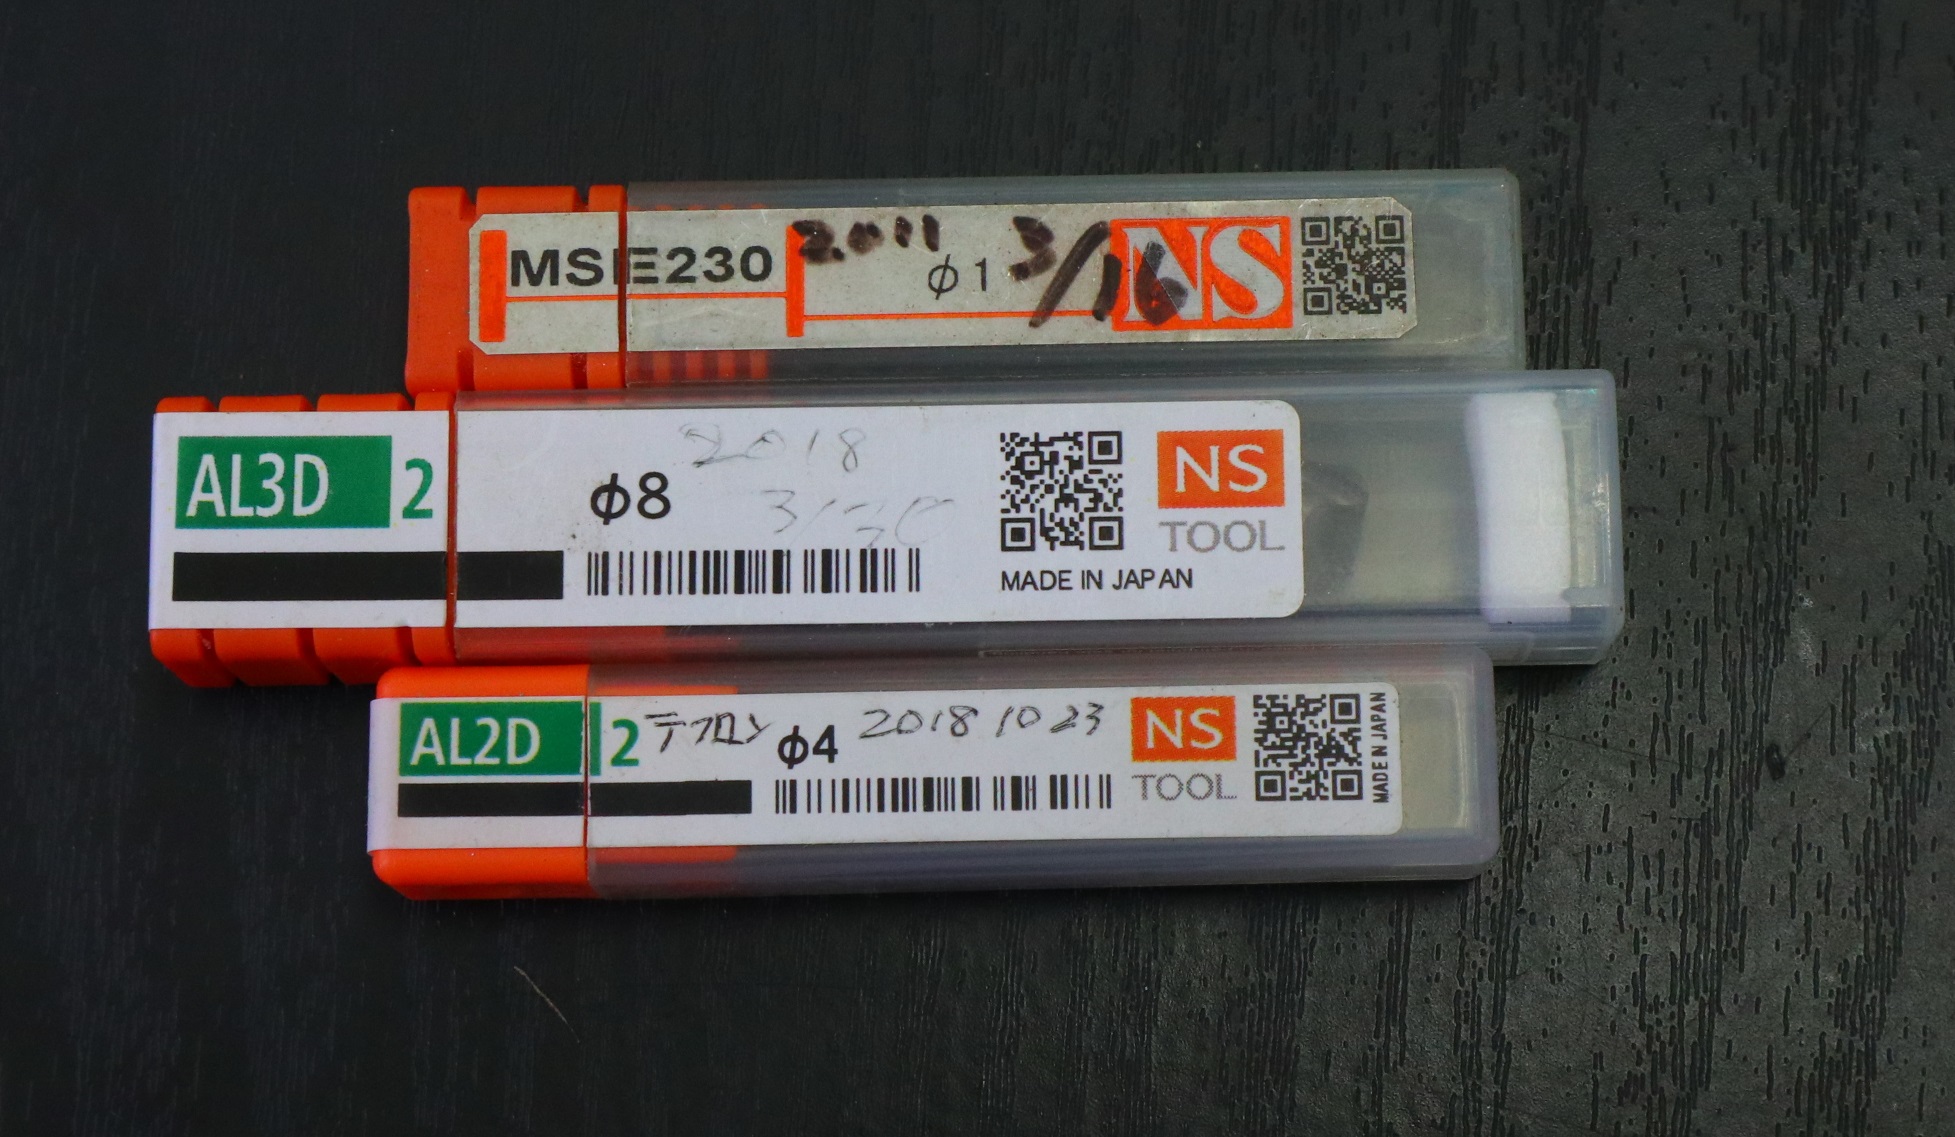 MSE230 φ1 3/16 NS
AL3D 2 φ8 2018 NS
3/30 TOOL
MADE IN JAPAN
AL2D 2 テフロン φ4 2018 10 23 NS
TOOL
MADE IN JAPAN